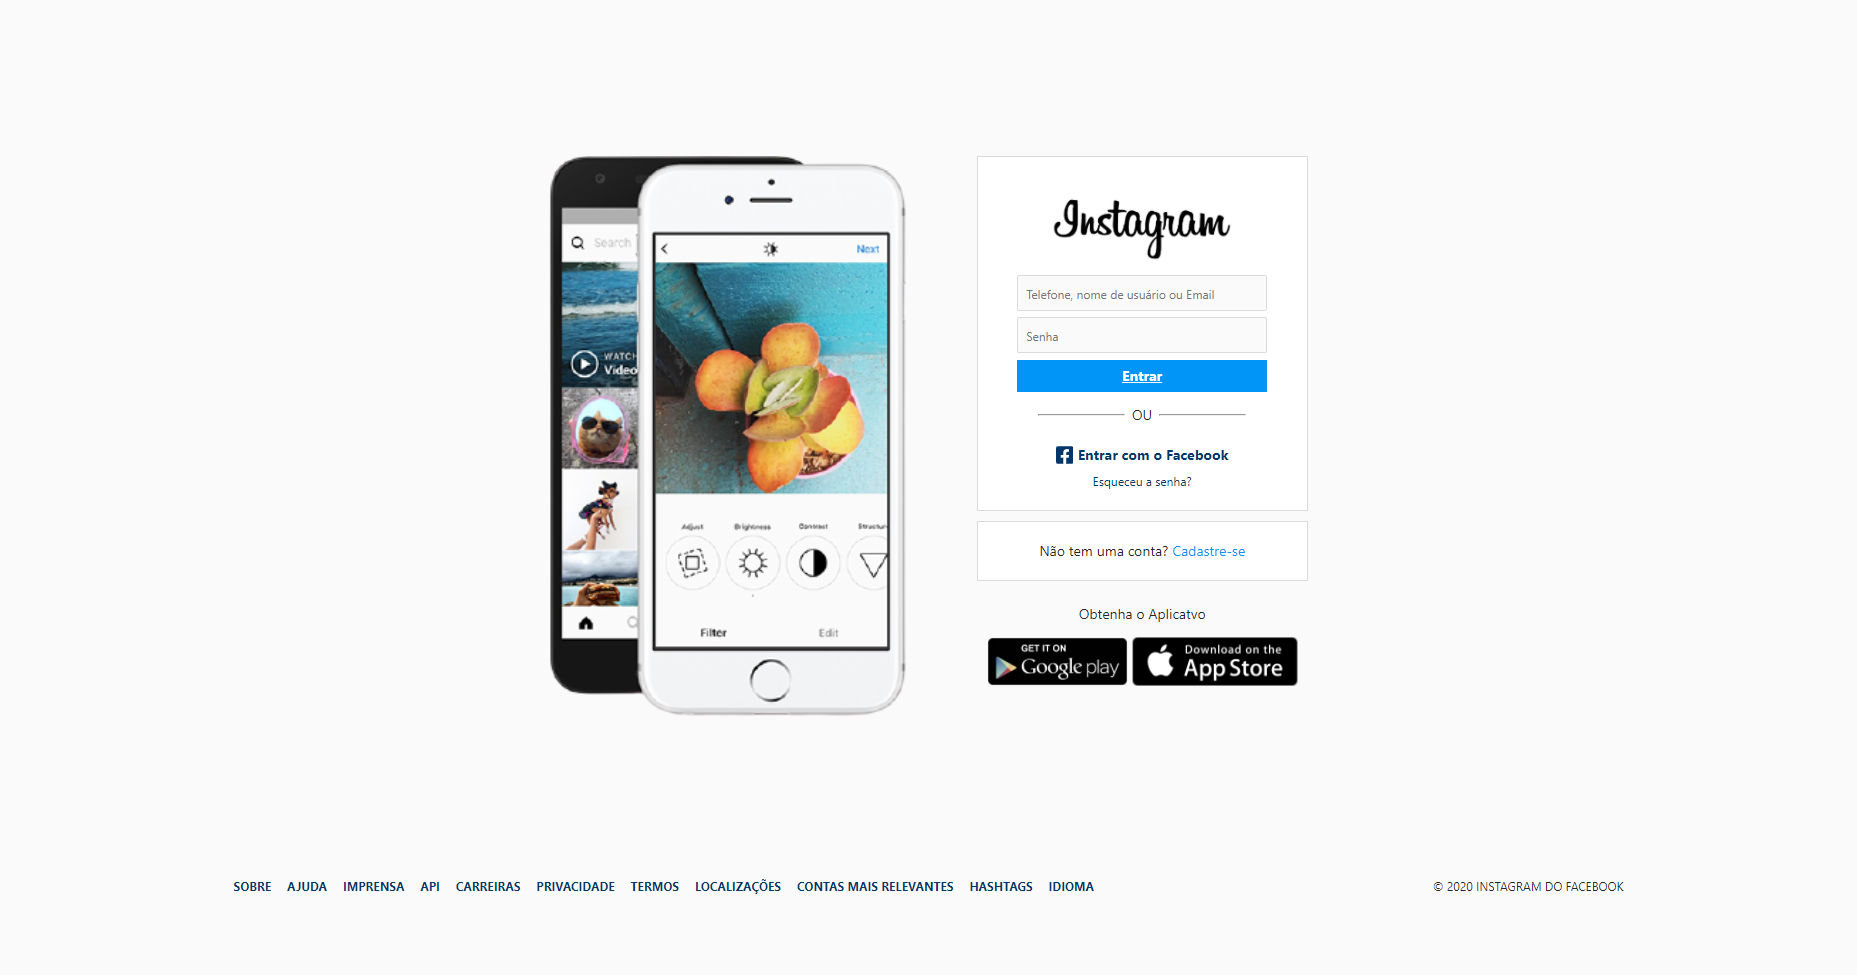 Search
WATCH
Video
Next
Adjust
Brightness
Contrast
Structur
Filter
Edit
Instagram
Telefone, nome de usuário ou Email
Senha
Entrar
OU
Entrar com o Facebook
Esqueceu a senha?
Não tem uma conta? Cadastre-se
Obtenha o Aplicatvo
GET IT ON
Google play
Download on the
App Store
SOBRE AJUDA IMPRENSA API CARREIRAS PRIVACIDADE TERMOS LOCALIZAÇÕES CONTAS MAIS RELEVANTES HASHTAGS IDIOMA
© 2020 INSTAGRAM DO FACEBOOK